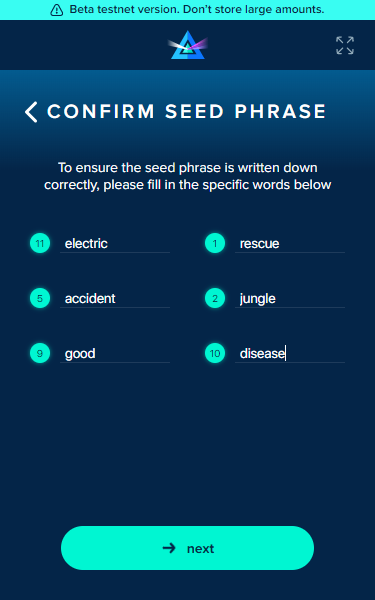 Beta testnet version. Don't store large amounts.
CONFIRM SEED PHRASE
To ensure the seed phrase is written down
correctly, please fill in the specific words below
11 electric
1 rescue
5 accident
2 jungle
9 good
10 disease
next